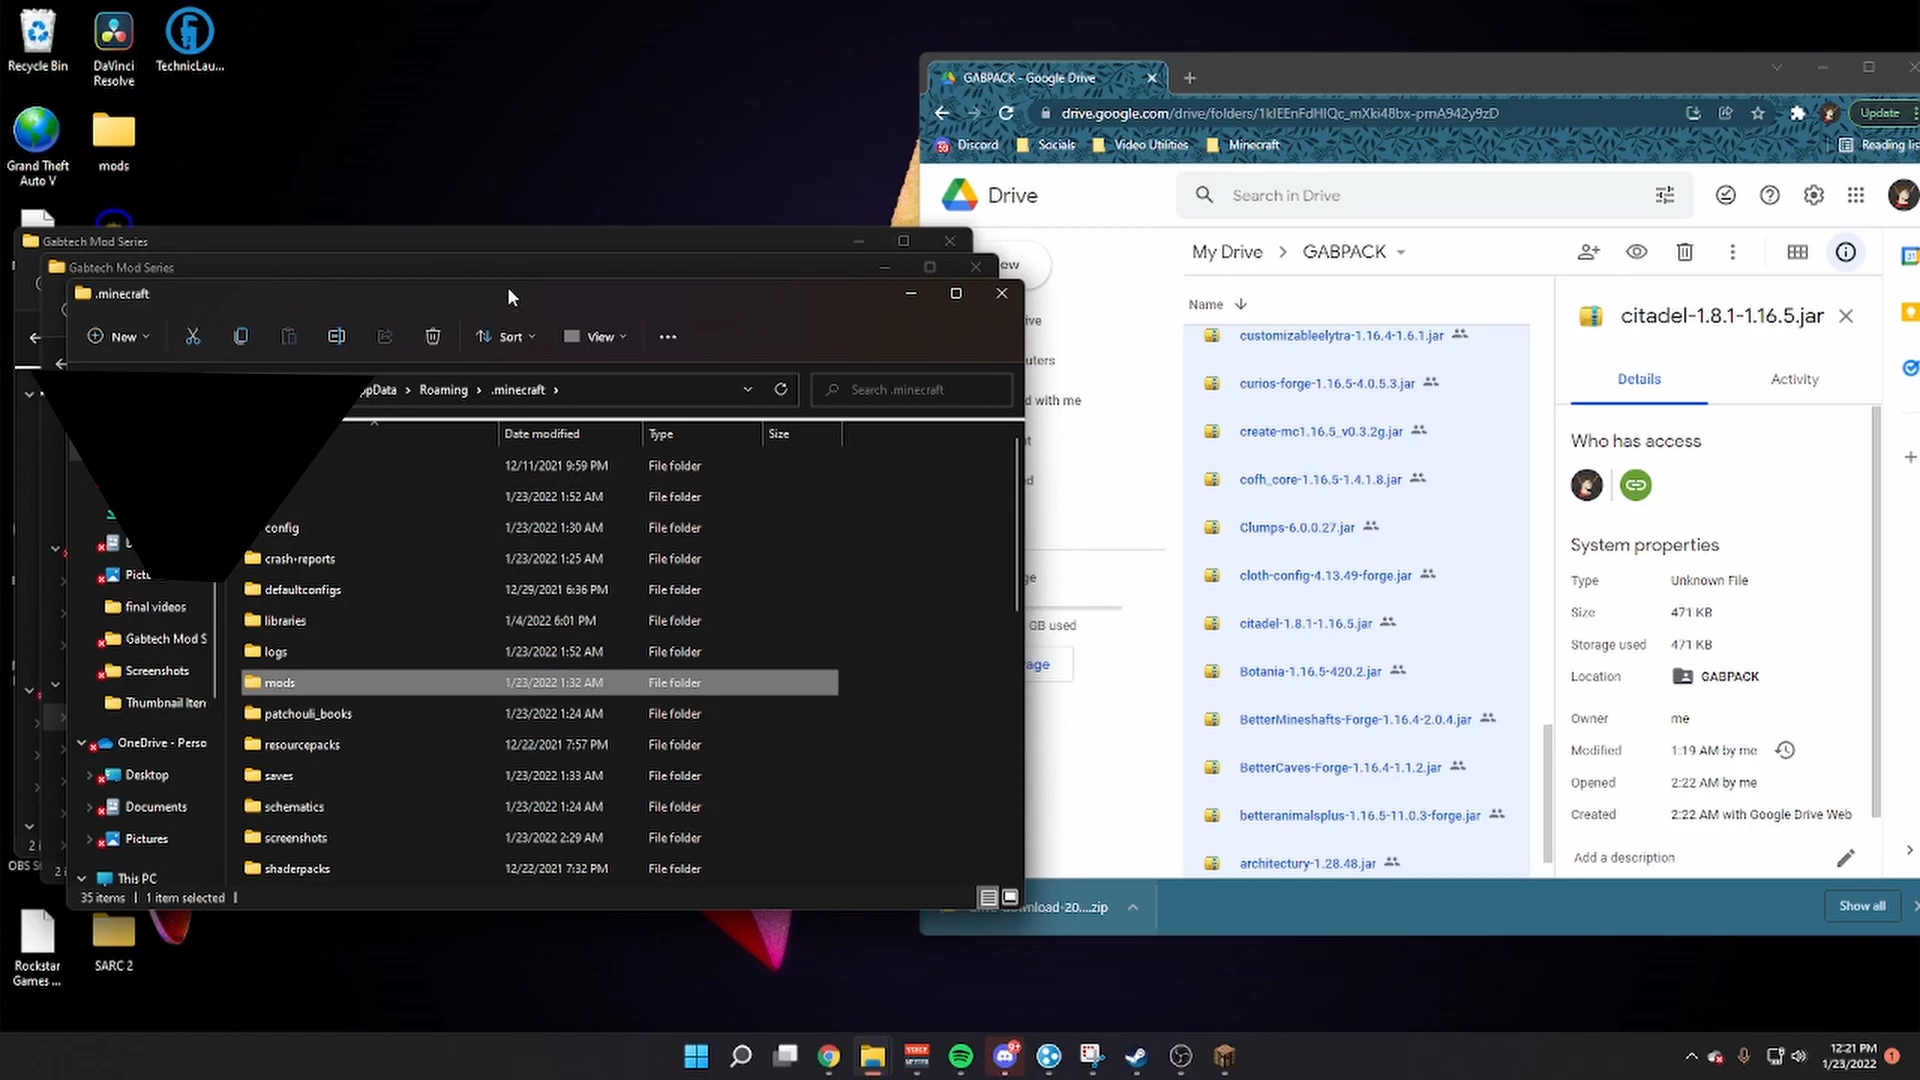 Recycle Bin
DaVinci
Resolve
TechnicLau...
Grand Theft
Auto V
mods
Gabtech Mod Series
Gabtech Mod Series
.minecraft
New
Sort
View
Roaming > .minecraft >
Search .minecraft
Date modified
Type
Size
12/11/2021 9:59 PM File folder
1/23/2022 1:52 AM File folder
config 1/23/2022 1:30 AM File folder
crash-reports 1/23/2022 1:25 AM File folder
defaultconfigs 12/29/2021 6:36 PM File folder
libraries 1/4/2022 6:01 PM File folder
logs 1/23/2022 1:52 AM File folder
mods 1/23/2022 1:32 AM File folder
patchouli_books 1/23/2022 1:24 AM File folder
resourcepacks 12/22/2021 7:57 PM File folder
saves 1/23/2022 1:33 AM File folder
schematics 1/23/2022 1:24 AM File folder
screenshots 1/23/2022 2:29 AM File folder
shaderpacks 12/22/2021 7:32 PM File folder
Pictu
final videos
Gabtech Mod S
Screenshots
Thumbnail Iten
OneDrive - Perso
Desktop
Documents
Pictures
This PC
35 items | 1 item selected |
OBS S
Rockstar
Games ...
SARC 2
GABPACK - Google Drive
drive.google.com/drive/folders/1kIEEnFdHIQc_mXki48bx-pmA942y9zD
Update
Discord
Socials
Video Utilities
Minecraft
Reading lis
Drive
Search in Drive
My Drive > GABPACK
Name
customizableelytra-1.16.4-1.6.1.jar
curios-forge-1.16.5-4.0.5.3.jar
create-mc1.16.5_v0.3.2g.jar
cofh_core-1.16.5-1.4.1.8.jar
Clumps-6.0.0.27.jar
cloth-config-4.13.49-forge.jar
citadel-1.8.1-1.16.5.jar
Botania-1.16.5-420.2.jar
BetterMineshafts-Forge-1.16.4-2.0.4.jar
BetterCaves-Forge-1.16.4-1.1.2.jar
betteranimalsplus-1.16.5-11.0.3-forge.jar
architectury-1.28.48.jar
ew
ive
uters
d with me
GB used
age
citadel-1.8.1-1.16.5.jar
Details
Activity
Who has access
System properties
Type Unknown File
Size 471 KB
Storage used 471 KB
Location GABPACK
Owner me
Modified 1:19 AM by me
Opened 2:22 AM by me
Created 2:22 AM with Google Drive Web
Add a description
download-20....zip
Show all
12:21 PM
1/23/2022
1